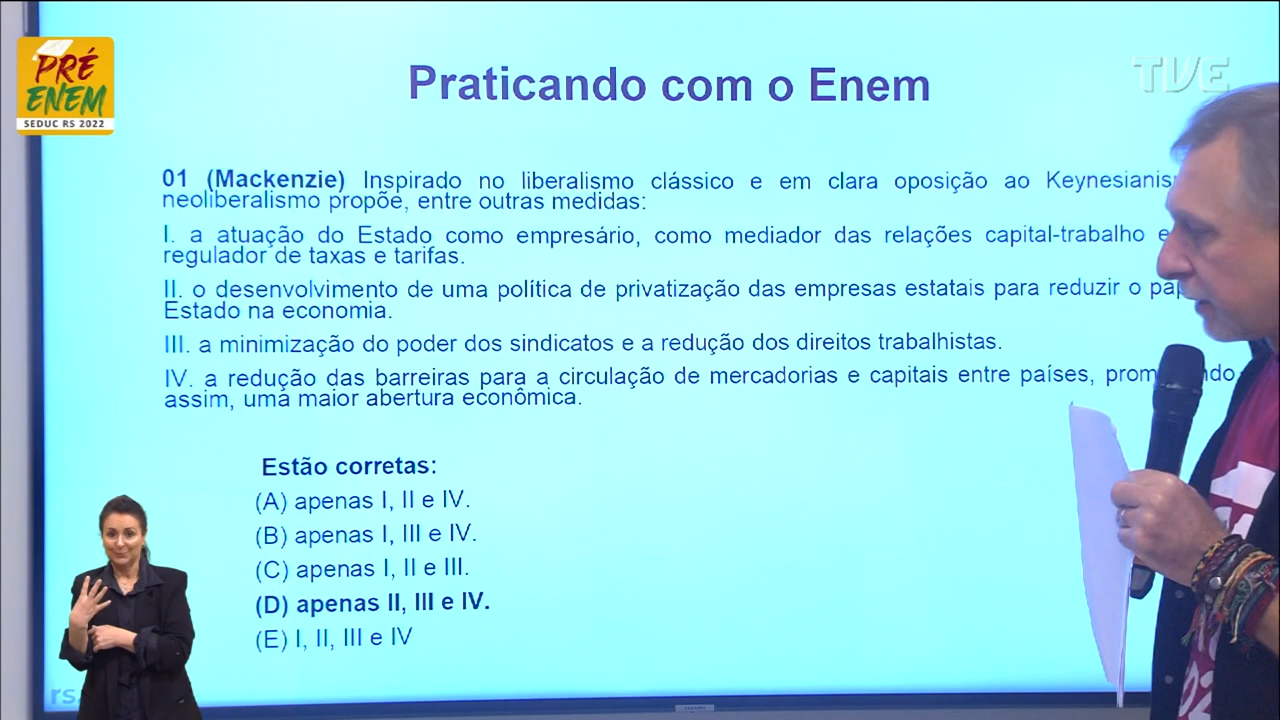 PRÉ
ENEM
SEDUC RS 2022
TVE
Praticando com o Enem
01 (Mackenzie) Inspirado no liberalismo clássico e em clara oposição ao
neoliberalismo propõe, entre outras medidas:
I. a atuação do Estado como empresário, como mediador das relações capital-trabalho e
regulador de taxas e tarifas.
II. o desenvolvimento de uma política de privatização das empresas estatais para reduzir o
Estado na economia.
III. a minimização do poder dos sindicatos e a redução dos direitos trabalhistas.
IV. a redução das barreiras para a circulação de mercadorias e capitais entre países,
assim, uma maior abertura econômica.
Estão corretas:
(A) apenas I, II e IV.
(B) apenas I, III e IV.
(C) apenas I, II e III.
(D) apenas II, III e IV.
(E) I, II, III e IV
rs.